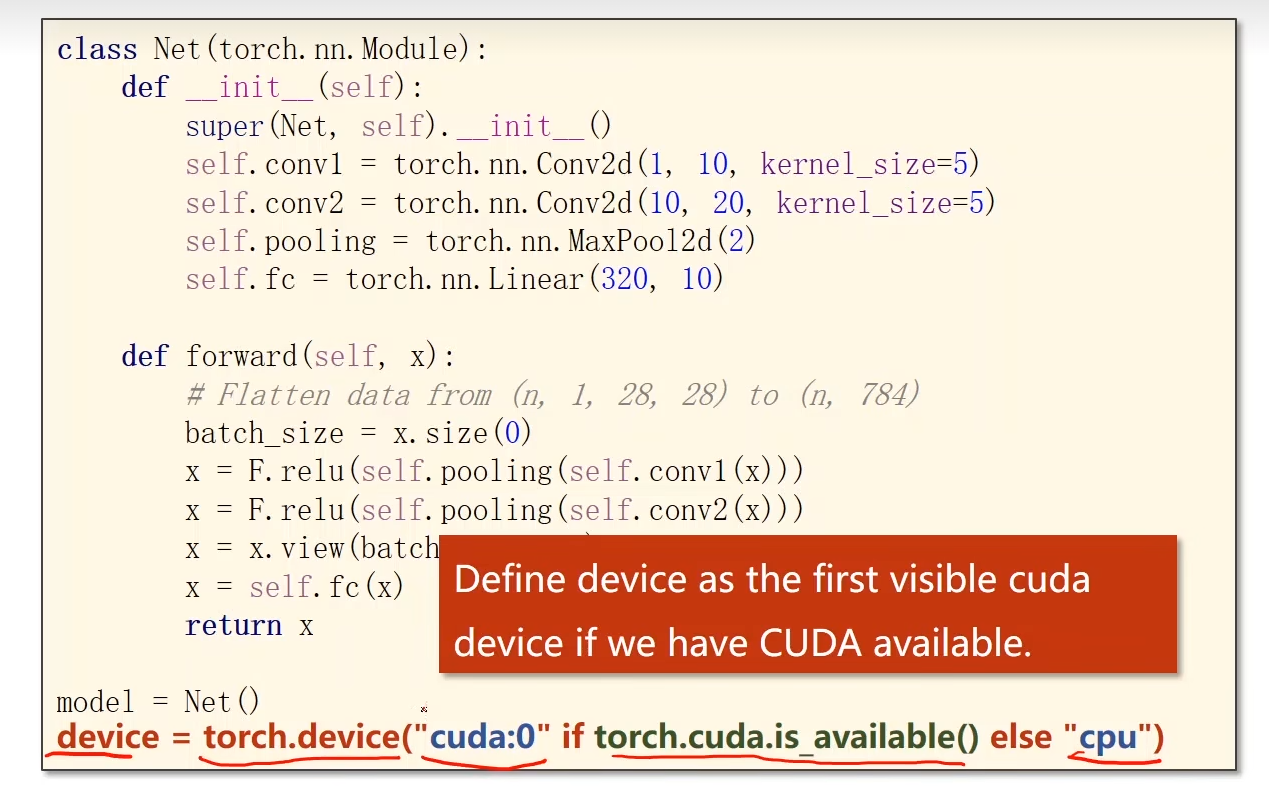 class Net(torch.nn.Module):
    def __init__(self):
        super(Net, self).__init__()
        self.conv1 = torch.nn.Conv2d(1, 10, kernel_size=5)
        self.conv2 = torch.nn.Conv2d(10, 20, kernel_size=5)
        self.pooling = torch.nn.MaxPool2d(2)
        self.fc = torch.nn.Linear(320, 10)
    def forward(self, x):
        # Flatten data from (n, 1, 28, 28) to (n, 784)
        batch_size = x.size(0)
        x = F.relu(self.pooling(self.conv1(x)))
        x = F.relu(self.pooling(self.conv2(x)))
        x = x.view(batch
        x = self.fc(x)
        return x
Define device as the first visible cuda
device if we have CUDA available.
model = Net()
device = torch.device("cuda:0" if torch.cuda.is_available() else "cpu")